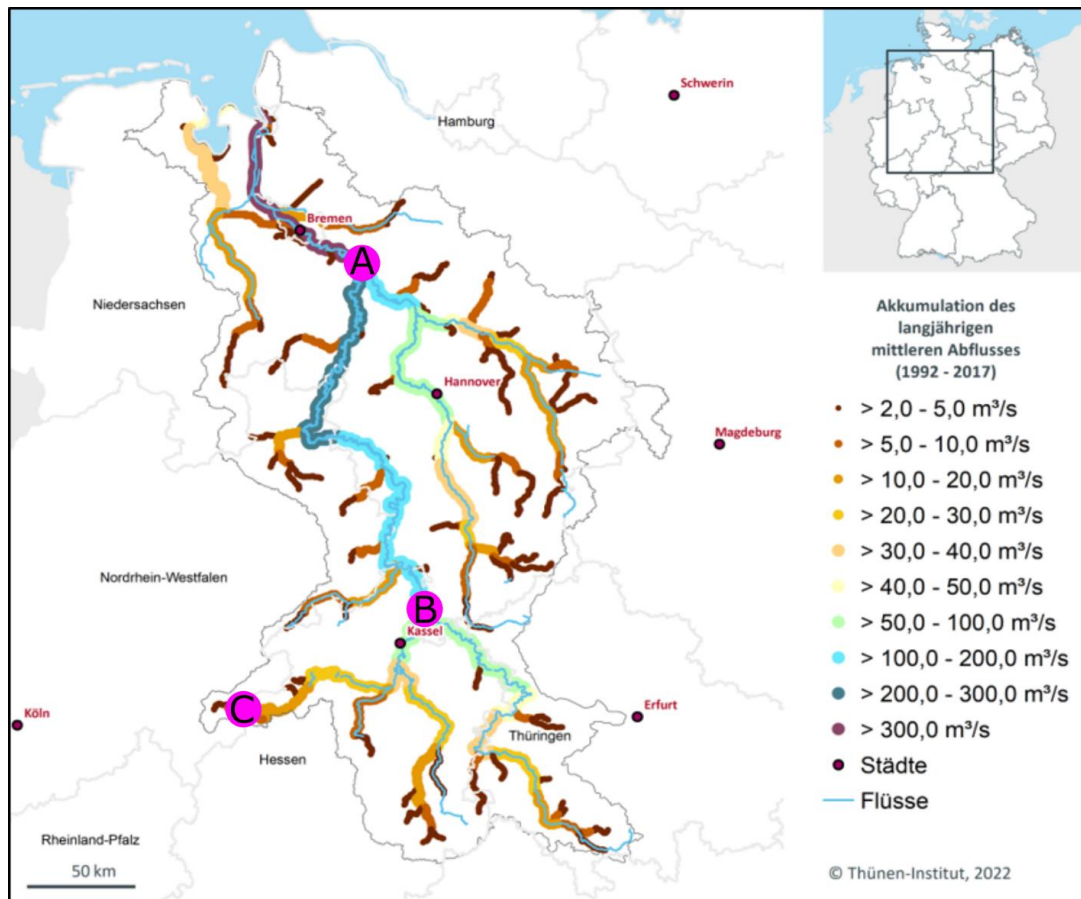 Schwerin
Hamburg
Bremen
A
Niedersachsen
Hannover
Magdeburg
Nordrhein-Westfalen
B
Kassel
C
Köln
Erfurt
Thüringen
Hessen
Rheinland-Pfalz
50 km
Akkumulation des
langjährigen
mittleren Abflusses
(1992 - 2017)
> 2,0 - 5,0 m³/s
> 5,0 - 10,0 m³/s
> 10,0 - 20,0 m³/s
> 20,0 - 30,0 m³/s
> 30,0 - 40,0 m³/s
> 40,0 - 50,0 m³/s
> 50,0 - 100,0 m³/s
> 100,0 - 200,0 m³/s
> 200,0 - 300,0 m³/s
> 300,0 m³/s
Städte
Flüsse
© Thünen-Institut, 2022